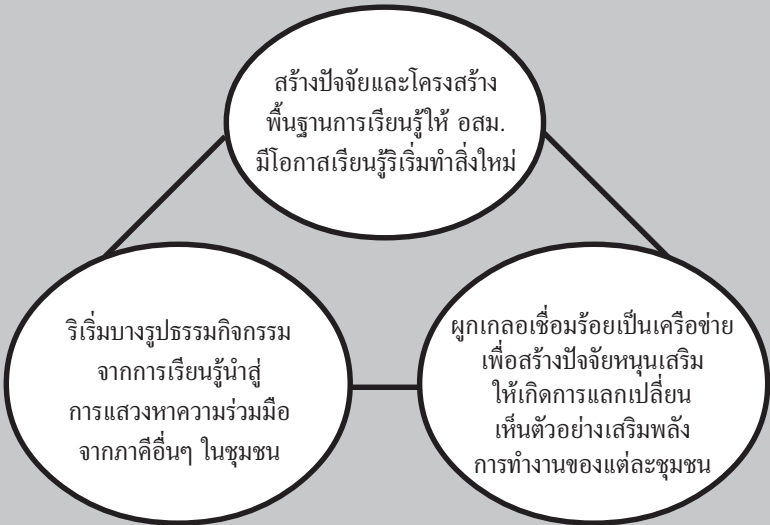 สร้างปัจจัยและโครงสร้าง
พื้นฐานการเรียนรู้ให้ อสม.
มีโอกาสเรียนรู้ริเริ่มทำสิ่งใหม่
ริเริ่มบางรูปธรรมกิจกรรม
จากการเรียนรู้นำสู่
การแสวงหาความร่วมมือ
จากภาคีอื่นๆ ในชุมชน
ผูกเกลอเชื่อมร้อยเป็นเครือข่าย
เพื่อสร้างปัจจัยหนุนเสริม
ให้เกิดการแลกเปลี่ยน
เห็นตัวอย่างเสริมพลัง
การทำงานของแต่ละชุมชน